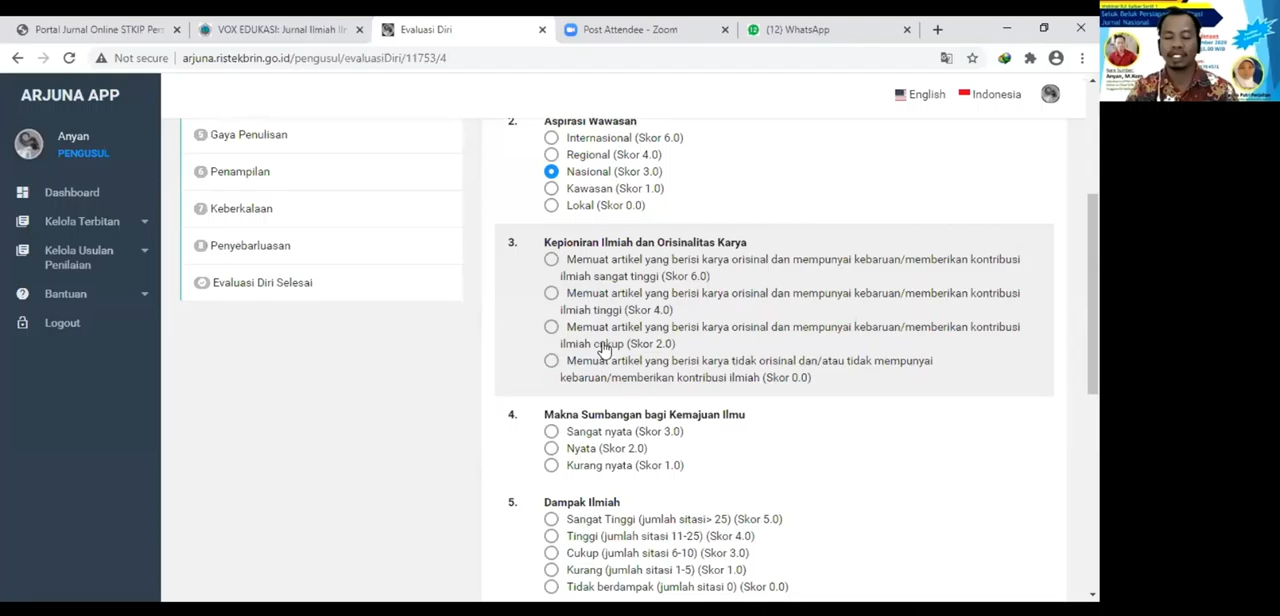 Portal Jurnal Online STKIP Per
VOX EDUKASI: Jurnal Ilmiah Ilm
Evaluasi Diri
Post Attendee - Zoom
(12) WhatsApp
Not secure
arjuna.ristekbrin.go.id/pengusul/evaluasiDiri/11753/4
ARJUNA APP
English
Indonesia
Anyan
PENGUSUL
Dashboard
Kelola Terbitan
Kelola Usulan
Penilaian
Bantuan
Logout
5 Gaya Penulisan
6 Penampilan
7 Keberkalaan
8 Penyebarluasan
Evaluasi Diri Selesai
2. Aspirasi Wawasan
Internasional (Skor 6.0)
Regional (Skor 4.0)
Nasional (Skor 3.0)
Kawasan (Skor 1.0)
Lokal (Skor 0.0)
3. Kepioniran Ilmiah dan Orisinalitas Karya
Memuat artikel yang berisi karya orisinal dan mempunyai kebaruan/memberikan kontribusi
ilmiah sangat tinggi (Skor 6.0)
Memuat artikel yang berisi karya orisinal dan mempunyai kebaruan/memberikan kontribusi
ilmiah tinggi (Skor 4.0)
Memuat artikel yang berisi karya orisinal dan mempunyai kebaruan/memberikan kontribusi
ilmiah cukup (Skor 2.0)
Memuat artikel yang berisi karya tidak orisinal dan/atau tidak mempunyai
kebaruan/memberikan kontribusi ilmiah (Skor 0.0)
4. Makna Sumbangan bagi Kemajuan Ilmu
Sangat nyata (Skor 3.0)
Nyata (Skor 2.0)
Kurang nyata (Skor 1.0)
5. Dampak Ilmiah
Sangat Tinggi (jumlah sitasi> 25) (Skor 5.0)
Tinggi (jumlah sitasi 11-25) (Skor 4.0)
Cukup (jumlah sitasi 6-10) (Skor 3.0)
Kurang (jumlah sitasi 1-5) (Skor 1.0)
Tidak berdampak (jumlah sitasi 0) (Skor 0.0)
Seluk Beluk
Jurnal Nasional
Anyan, M.Kom